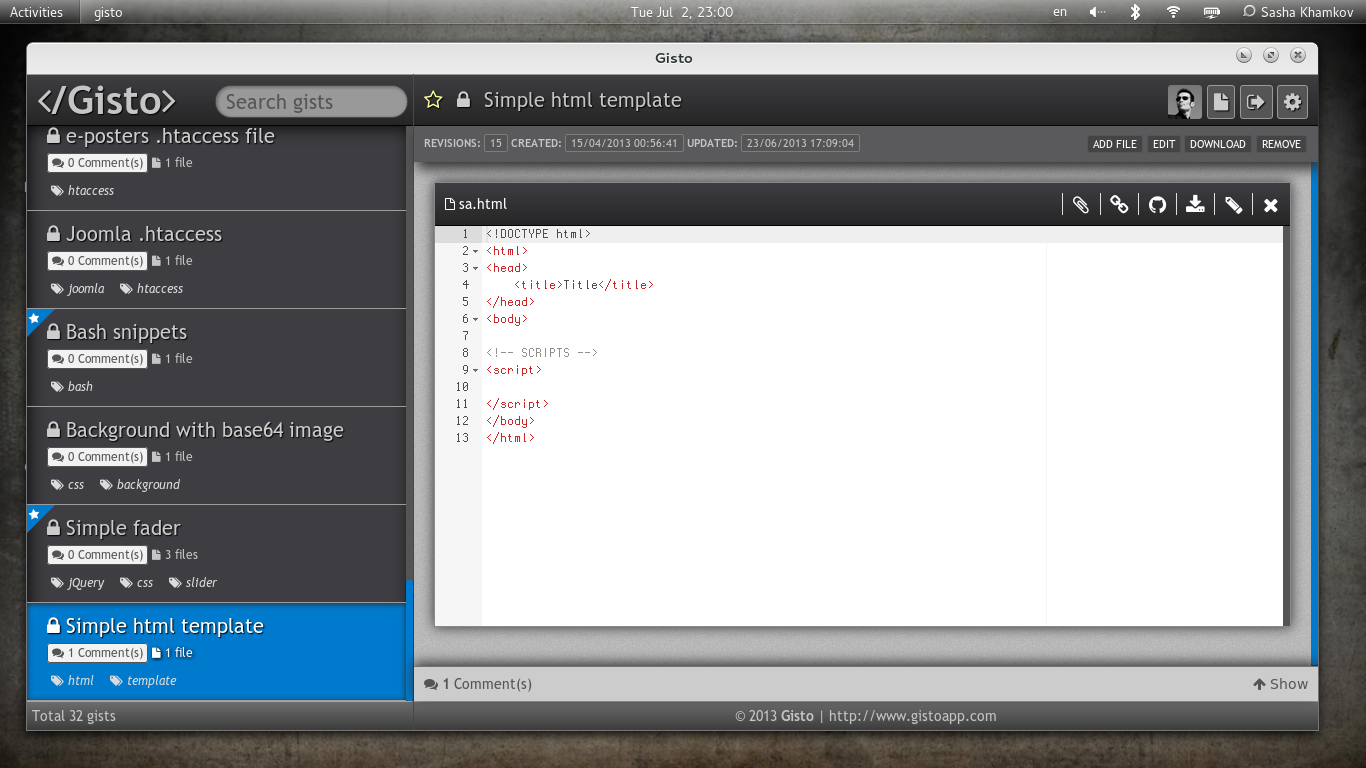 Activities gisto Tue Jul 2, 23:00 en Sasha Khamkov
Gisto
</Gisto> Search gists
e-posters .htaccess file
0 Comment(s) 1 file
htaccess
Joomla .htaccess
0 Comment(s) 1 file
Joomla htaccess
Bash snippets
0 Comment(s) 1 file
bash
Background with base64 image
0 Comment(s) 1 file
css background
Simple fader
0 Comment(s) 3 files
jQuery css slider
Simple html template
1 Comment(s) 1 file
html template
Total 32 gists
Simple html template
REVISIONS: 15 CREATED: 15/04/2013 00:56:41 UPDATED: 23/06/2013 17:09:04 ADD FILE EDIT DOWNLOAD REMOVE
sa.html
1 <!DOCTYPE html>
2 <html>
3 <head>
4     <title>Title</title>
5 </head>
6 <body>
7
8 <!-- SCRIPTS -->
9 <script>
10
11 </script>
12 </body>
13 </html>
1 Comment(s) Show
© 2013 Gisto | http://www.gistoapp.com